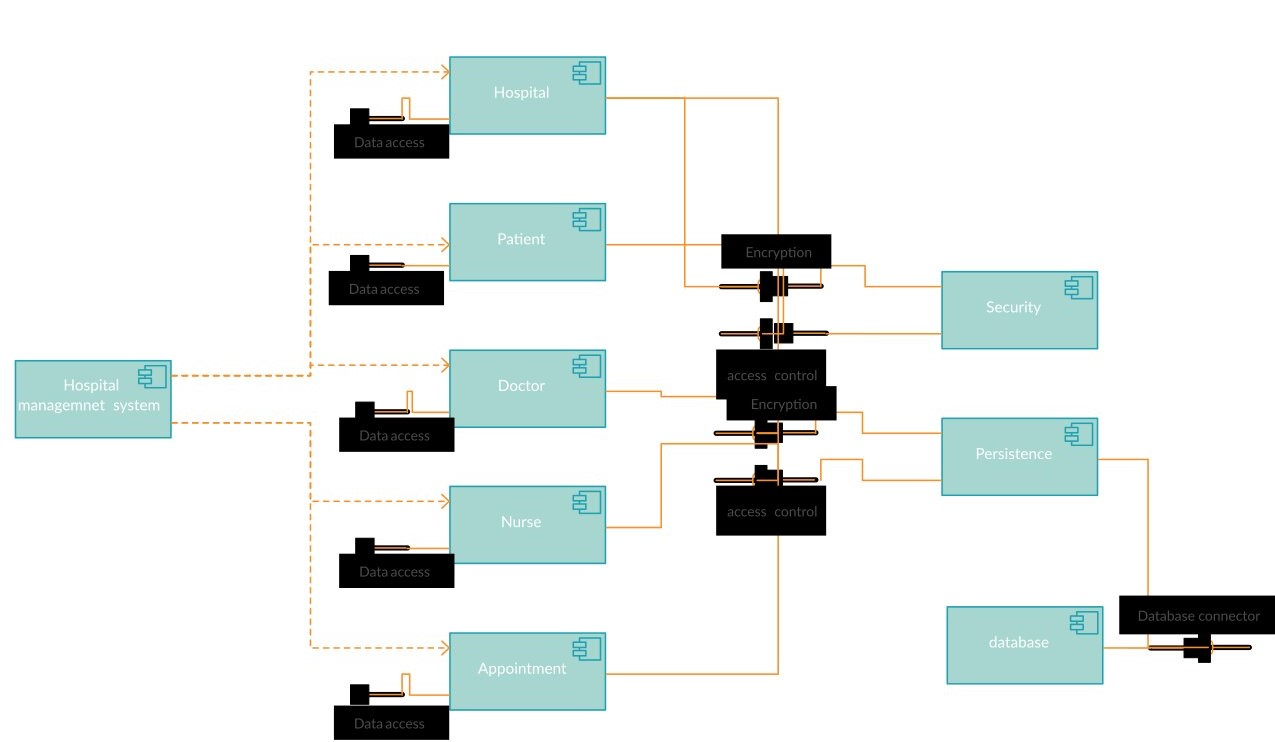 Hospital
Data access
Patient
Data access
Encryption
Security
Hospital
managemnet system
Doctor
access control
Encryption
Data access
Persistence
Nurse
access control
Data access
Database connector
database
Appointment
Data access